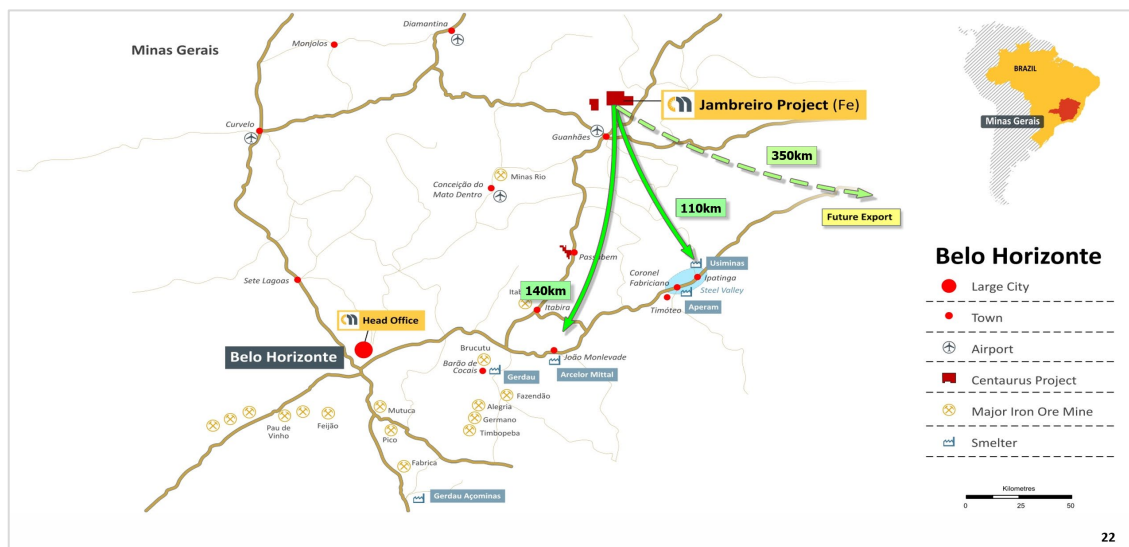 Minas Gerais
Diamantina
Monjolos
BRAZIL
Minas Gerais
Jambreiro Project (Fe)
Curvelo
Guanhães
350km
Minas Rio
Conceição do
Mato Dentro
110km
Future Export
Passabem
Usiminas
Coronel
Fabriciano
Ipatinga
Steel Valley
Sete Lagoas
140km
Itabira
Timóteo
Aperam
Head Office
Belo Horizonte
Brucutu
Barão de
Cocais
Gerdau
João Monlevade
Arcelor Mittal
Fazendão
Mutuca
Alegria
Germano
Timbopeba
Pau de
Vinho
Feijão
Pico
Fabrica
Gerdau Açominas
Belo Horizonte
Large City
Town
Airport
Centaurus Project
Major Iron Ore Mine
Smelter
Kilometres
0 25 50
22